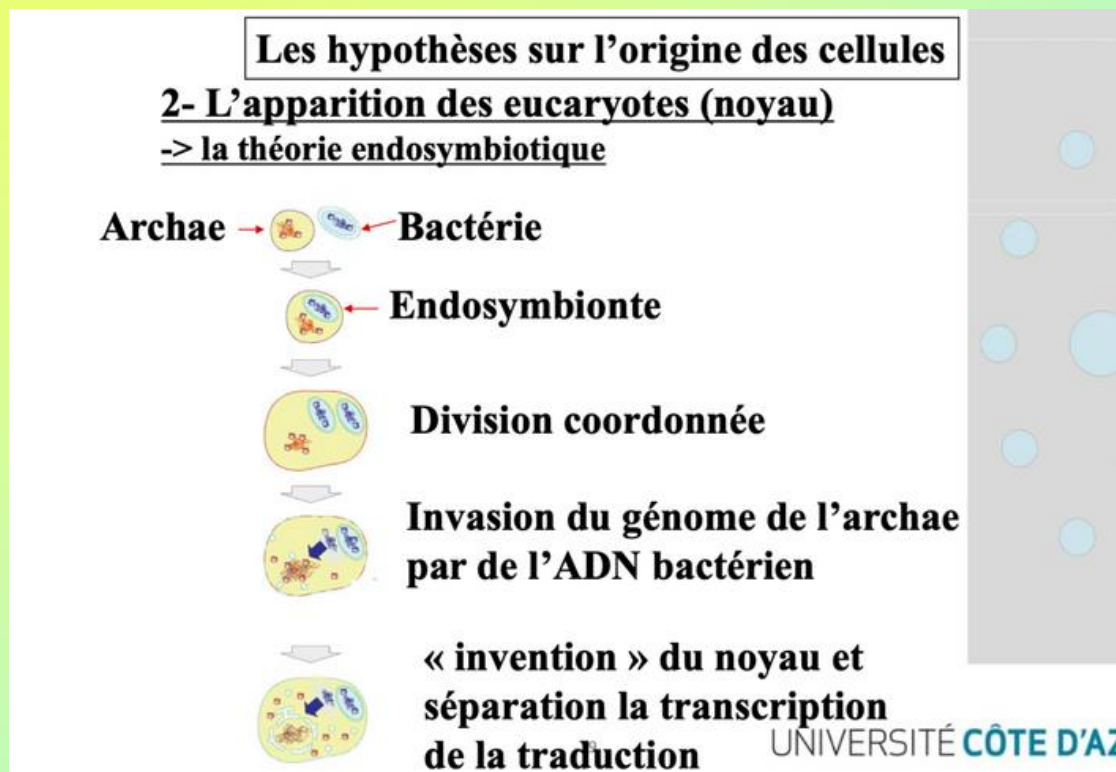 Les hypothèses sur l'origine des cellules
2- L'apparition des eucaryotes (noyau)
-> la théorie endosymbiotique
Archae
Bactérie
Endosymbionte
Division coordonnée
Invasion du génome de l'archae
par de l'ADN bactérien
« invention » du noyau et
séparation la transcription
de la traduction
UNIVERSITÉ CÔTE D'AZ